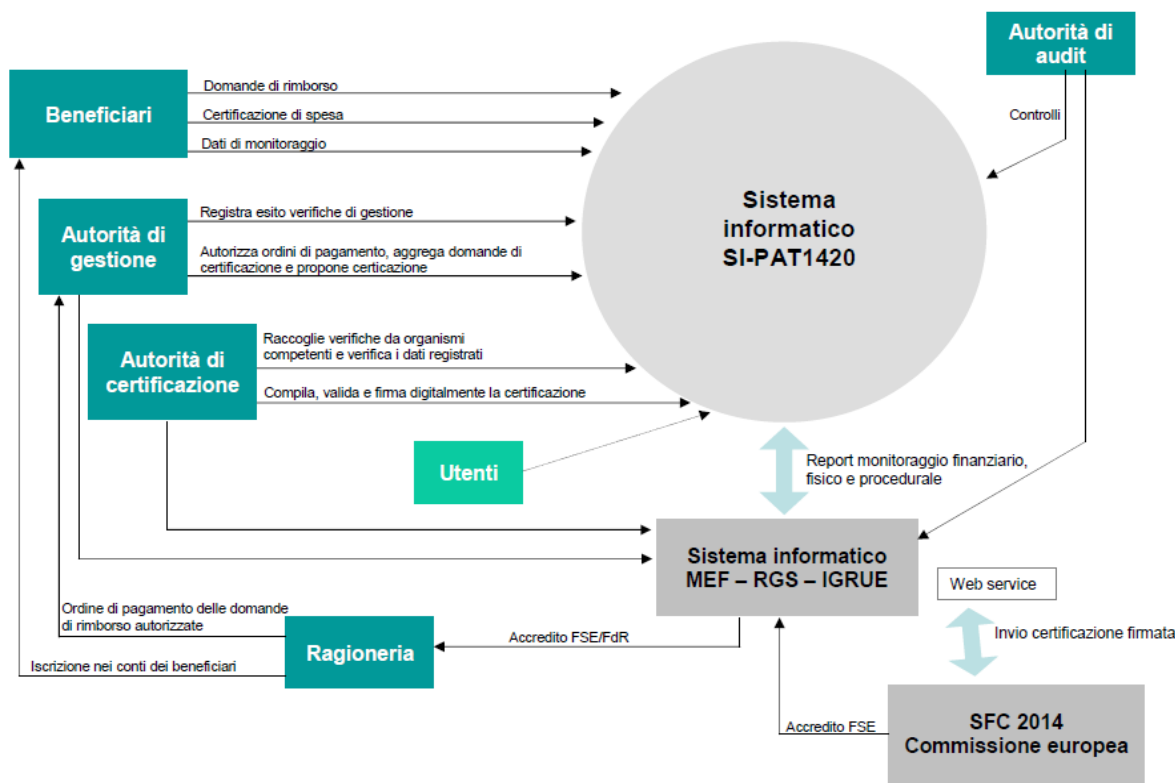 Autorità di
audit
Domande di rimborso
Beneficiari
Certificazione di spesa
Controlli
Dati di monitoraggio
Sistema
informatico
SI-PAT1420
Registra esito verifiche di gestione
Autorità di
gestione
Autorizza ordini di pagamento, aggrega domande di
certificazione e propone certicazione
Autorità di
certificazione
Raccoglie verifiche da organismi
competenti e verifica i dati registrati
Compila, valida e firma digitalmente la certificazione
Utenti
Report monitoraggio finanziario,
fisico e procedurale
Sistema informatico
MEF – RGS – IGRUE
Web service
Ordine di pagamento delle domande
di rimborso autorizzate
Invio certificazione firmata
Accredito FSE/FdR
Ragioneria
Iscrizione nei conti dei beneficiari
SFC 2014
Commissione europea
Accredito FSE